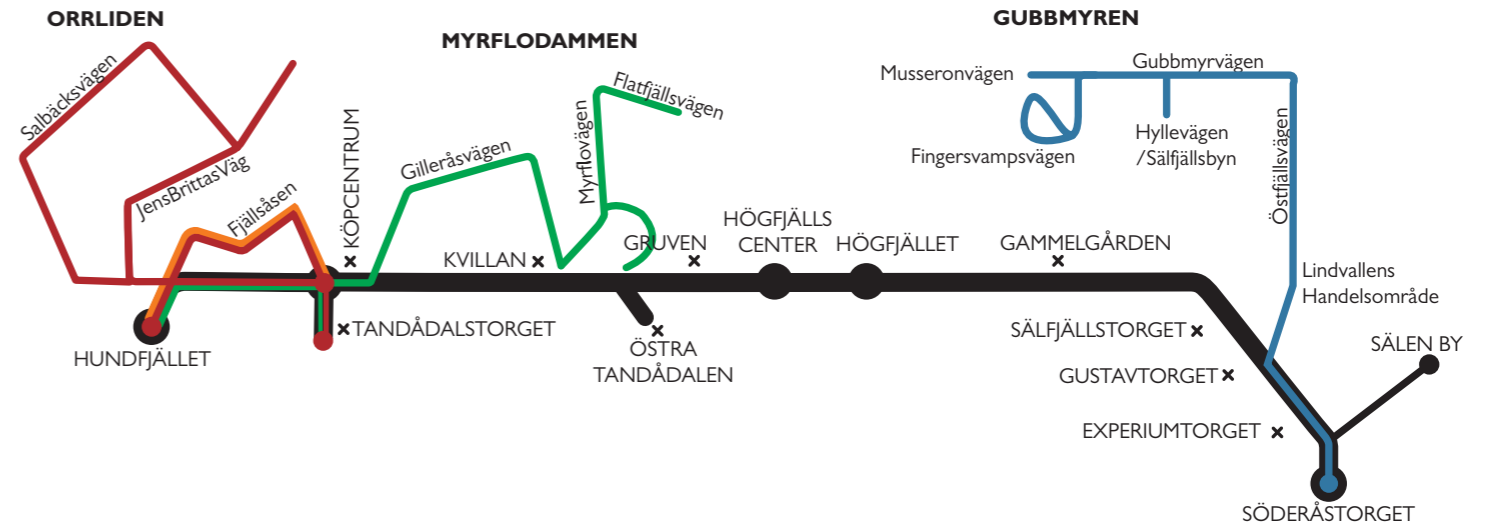 ORRLIDEN
MYRFLODAMMEN
GUBBMYREN
Salbäcksvägen
JensBrittasVäg
Fjällsåsen
KÖPCENTRUM
Gilleråsvägen
Myrflovägen
Flatfjällsvägen
Musseronvägen
Gubbmyrvägen
Fingersvampsvägen
Hyllevägen
/Sälfjällsbyn
Östfjällsvägen
KVILLAN
GRUVEN
HÖGFJÄLLS
CENTER
HÖGFJÄLLET
GAMMELGÅRDEN
Lindvallens
Handelsområde
HUNDFJÄLLET
TANDÅDALSTORGET
ÖSTRA
TANDÅDALEN
SÄLFJÄLLSTORGET
GUSTAVTORGET
EXPERIUMTORGET
SÄLEN BY
SÖDERÅSTORGET